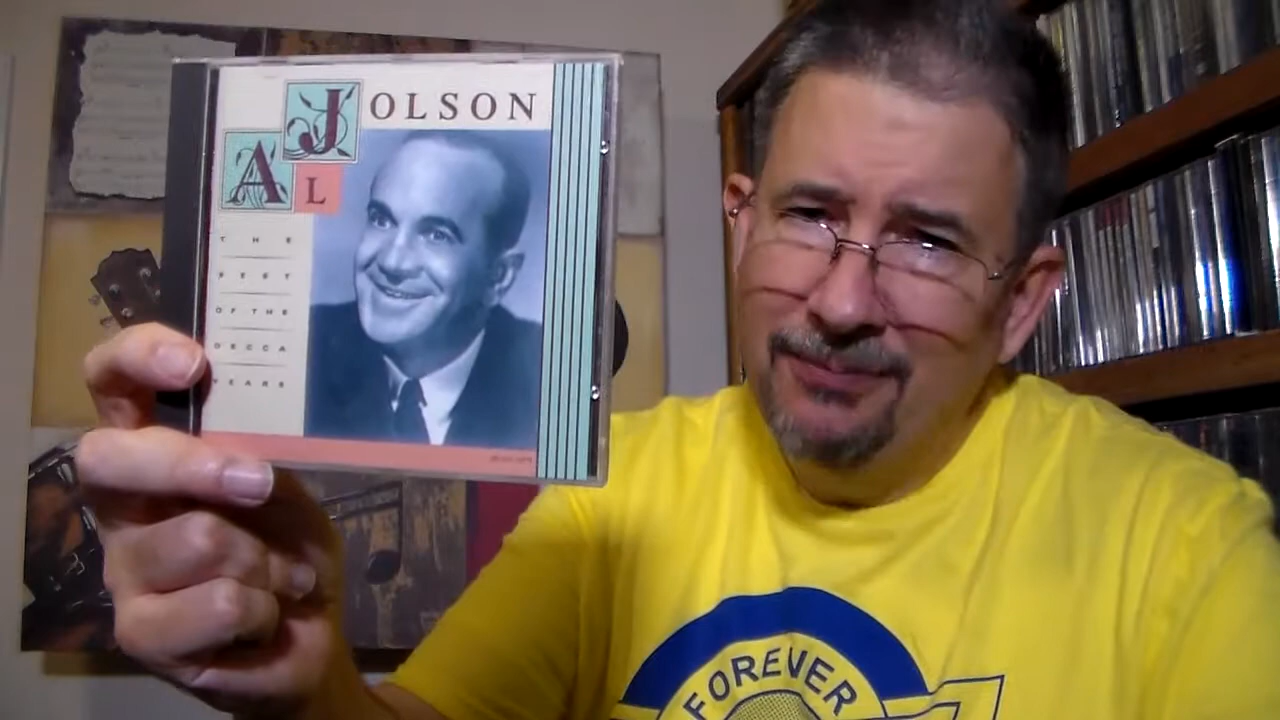 JOLSON
AL
THE
BEST
OF THE
DECCA
YEARS
FOREVER